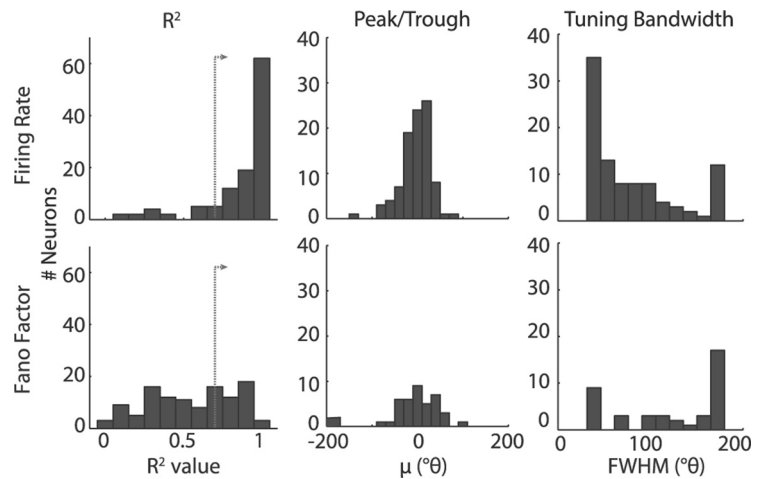 R²
Peak/Trough
Tuning Bandwidth
Firing Rate
Fano Factor
# Neurons
60
40
20
0
40
30
20
10
0
40
30
20
10
0
60
40
20
0
40
30
20
10
0
40
30
20
10
0
0 0.5 1
-200 0 200
0 100 200
R² value
μ (°θ)
FWHM (°θ)